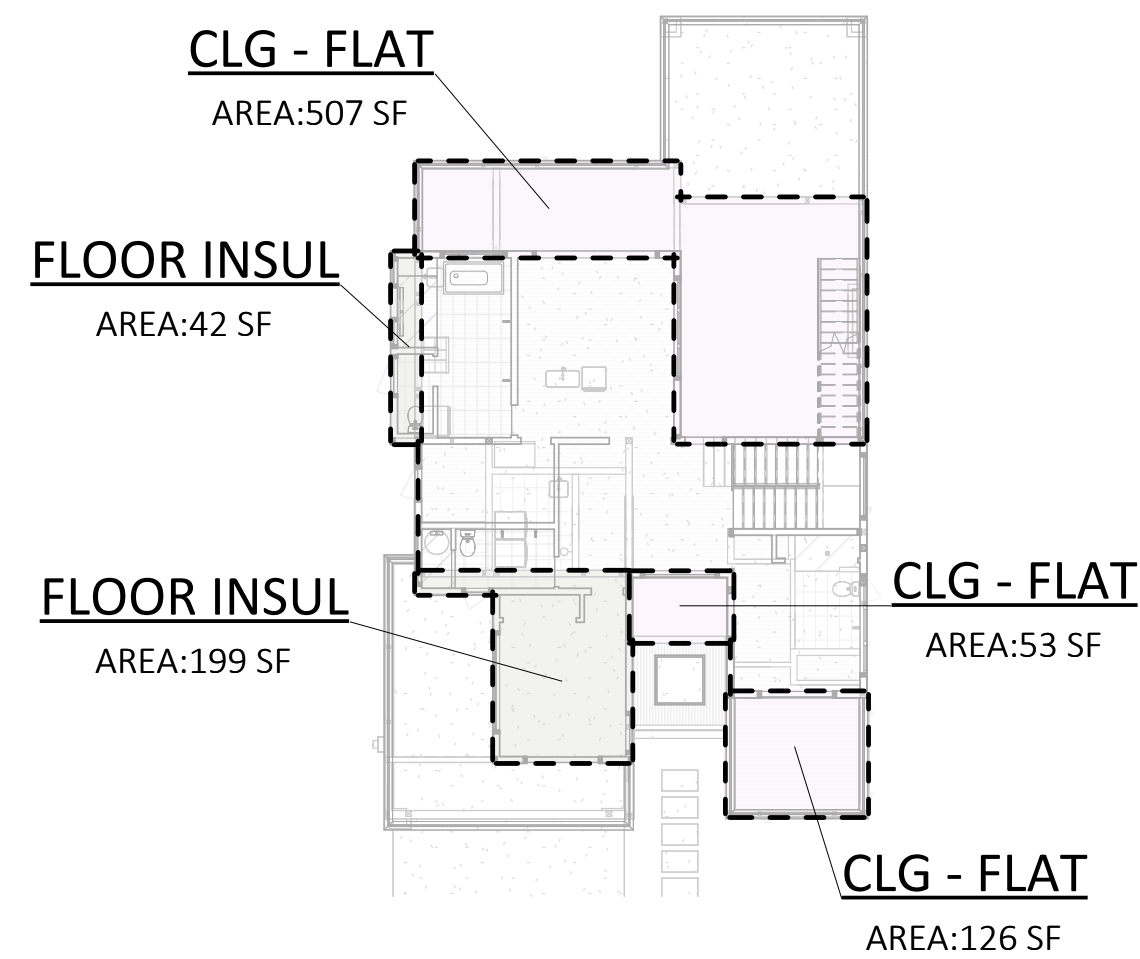 CLG - FLAT
AREA:507 SF
FLOOR INSUL
AREA:42 SF
FLOOR INSUL
AREA:199 SF
CLG - FLAT
AREA:53 SF
CLG - FLAT
AREA:126 SF